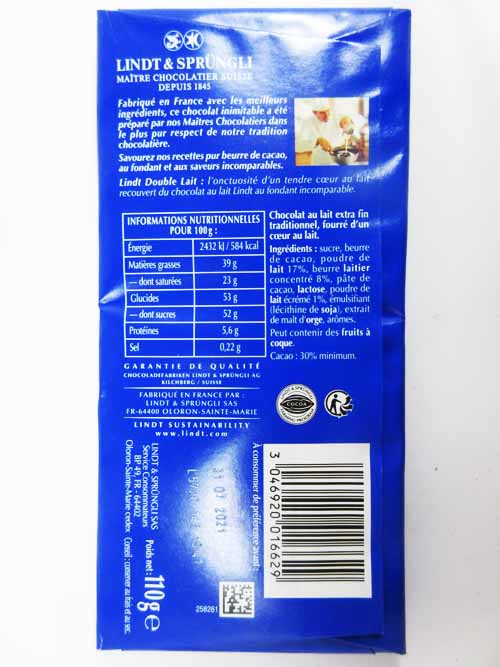 LINDT & SPRÜNGLI
MAÎTRE CHOCOLATIER SUISSE
DEPUIS 1845
Fabriqué en France avec les meilleurs
ingrédients, ce chocolat inimitable a été
préparé par nos Maîtres Chocolatiers dans
le plus pur respect de notre tradition
chocolatière.
Savourez nos recettes pur beurre de cacao,
au fondant et aux saveurs incomparables.
Lindt Double Lait : l'onctuosité d'un tendre cœur au lait
recouvert du chocolat au lait Lindt au fondant incomparable.
INFORMATIONS NUTRITIONNELLES
POUR 100g :
Énergie 2432 kJ / 584 kcal
Matières grasses 39 g
— dont saturées 23 g
Glucides 53 g
— dont sucres 52 g
Protéines 5,6 g
Sel 0,22 g
Chocolat au lait extra fin
traditionnel, fourré d'un
cœur au lait.
Ingrédients : sucre, beurre
de cacao, poudre de
lait 17%, beurre laitier
concentré 8%, pâte de
cacao, lactose, poudre de
lait écrémé 1%, émulsifiant
(lécithine de soja), extrait
de malt d'orge, arômes.
Peut contenir des fruits à
coque.
Cacao : 30% minimum.
GARANTIE DE QUALITÉ
CHOCOLADEFABRIKEN LINDT & SPRÜNGLI AG
KILCHBERG / SUISSE
FABRIQUÉ EN FRANCE PAR :
LINDT & SPRÜNGLI SAS
FR-64400 OLORON-SAINTE-MARIE
LINDT SUSTAINABILITY
www.lindt.com
COCOA
LINDT & SPRÜNGLI SAS
Service Consommateurs
BP 49, FR - 64402
Oloron-Sainte-Marie cedex
Poids net : 110g e
Conseil : conserver au frais et au sec.
À consommer de préférence avant :
07 2021
3 046920 016629
258261